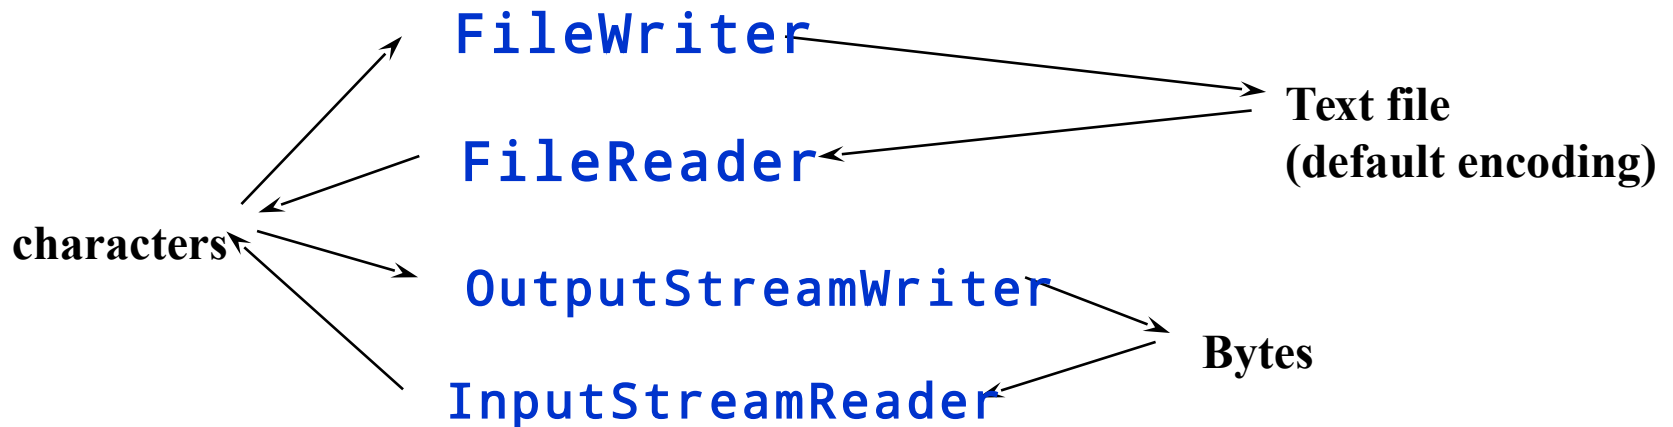 FileWriter
Text file
(default encoding)
FileReader
characters
OutputStreamWriter
Bytes
InputStreamReader